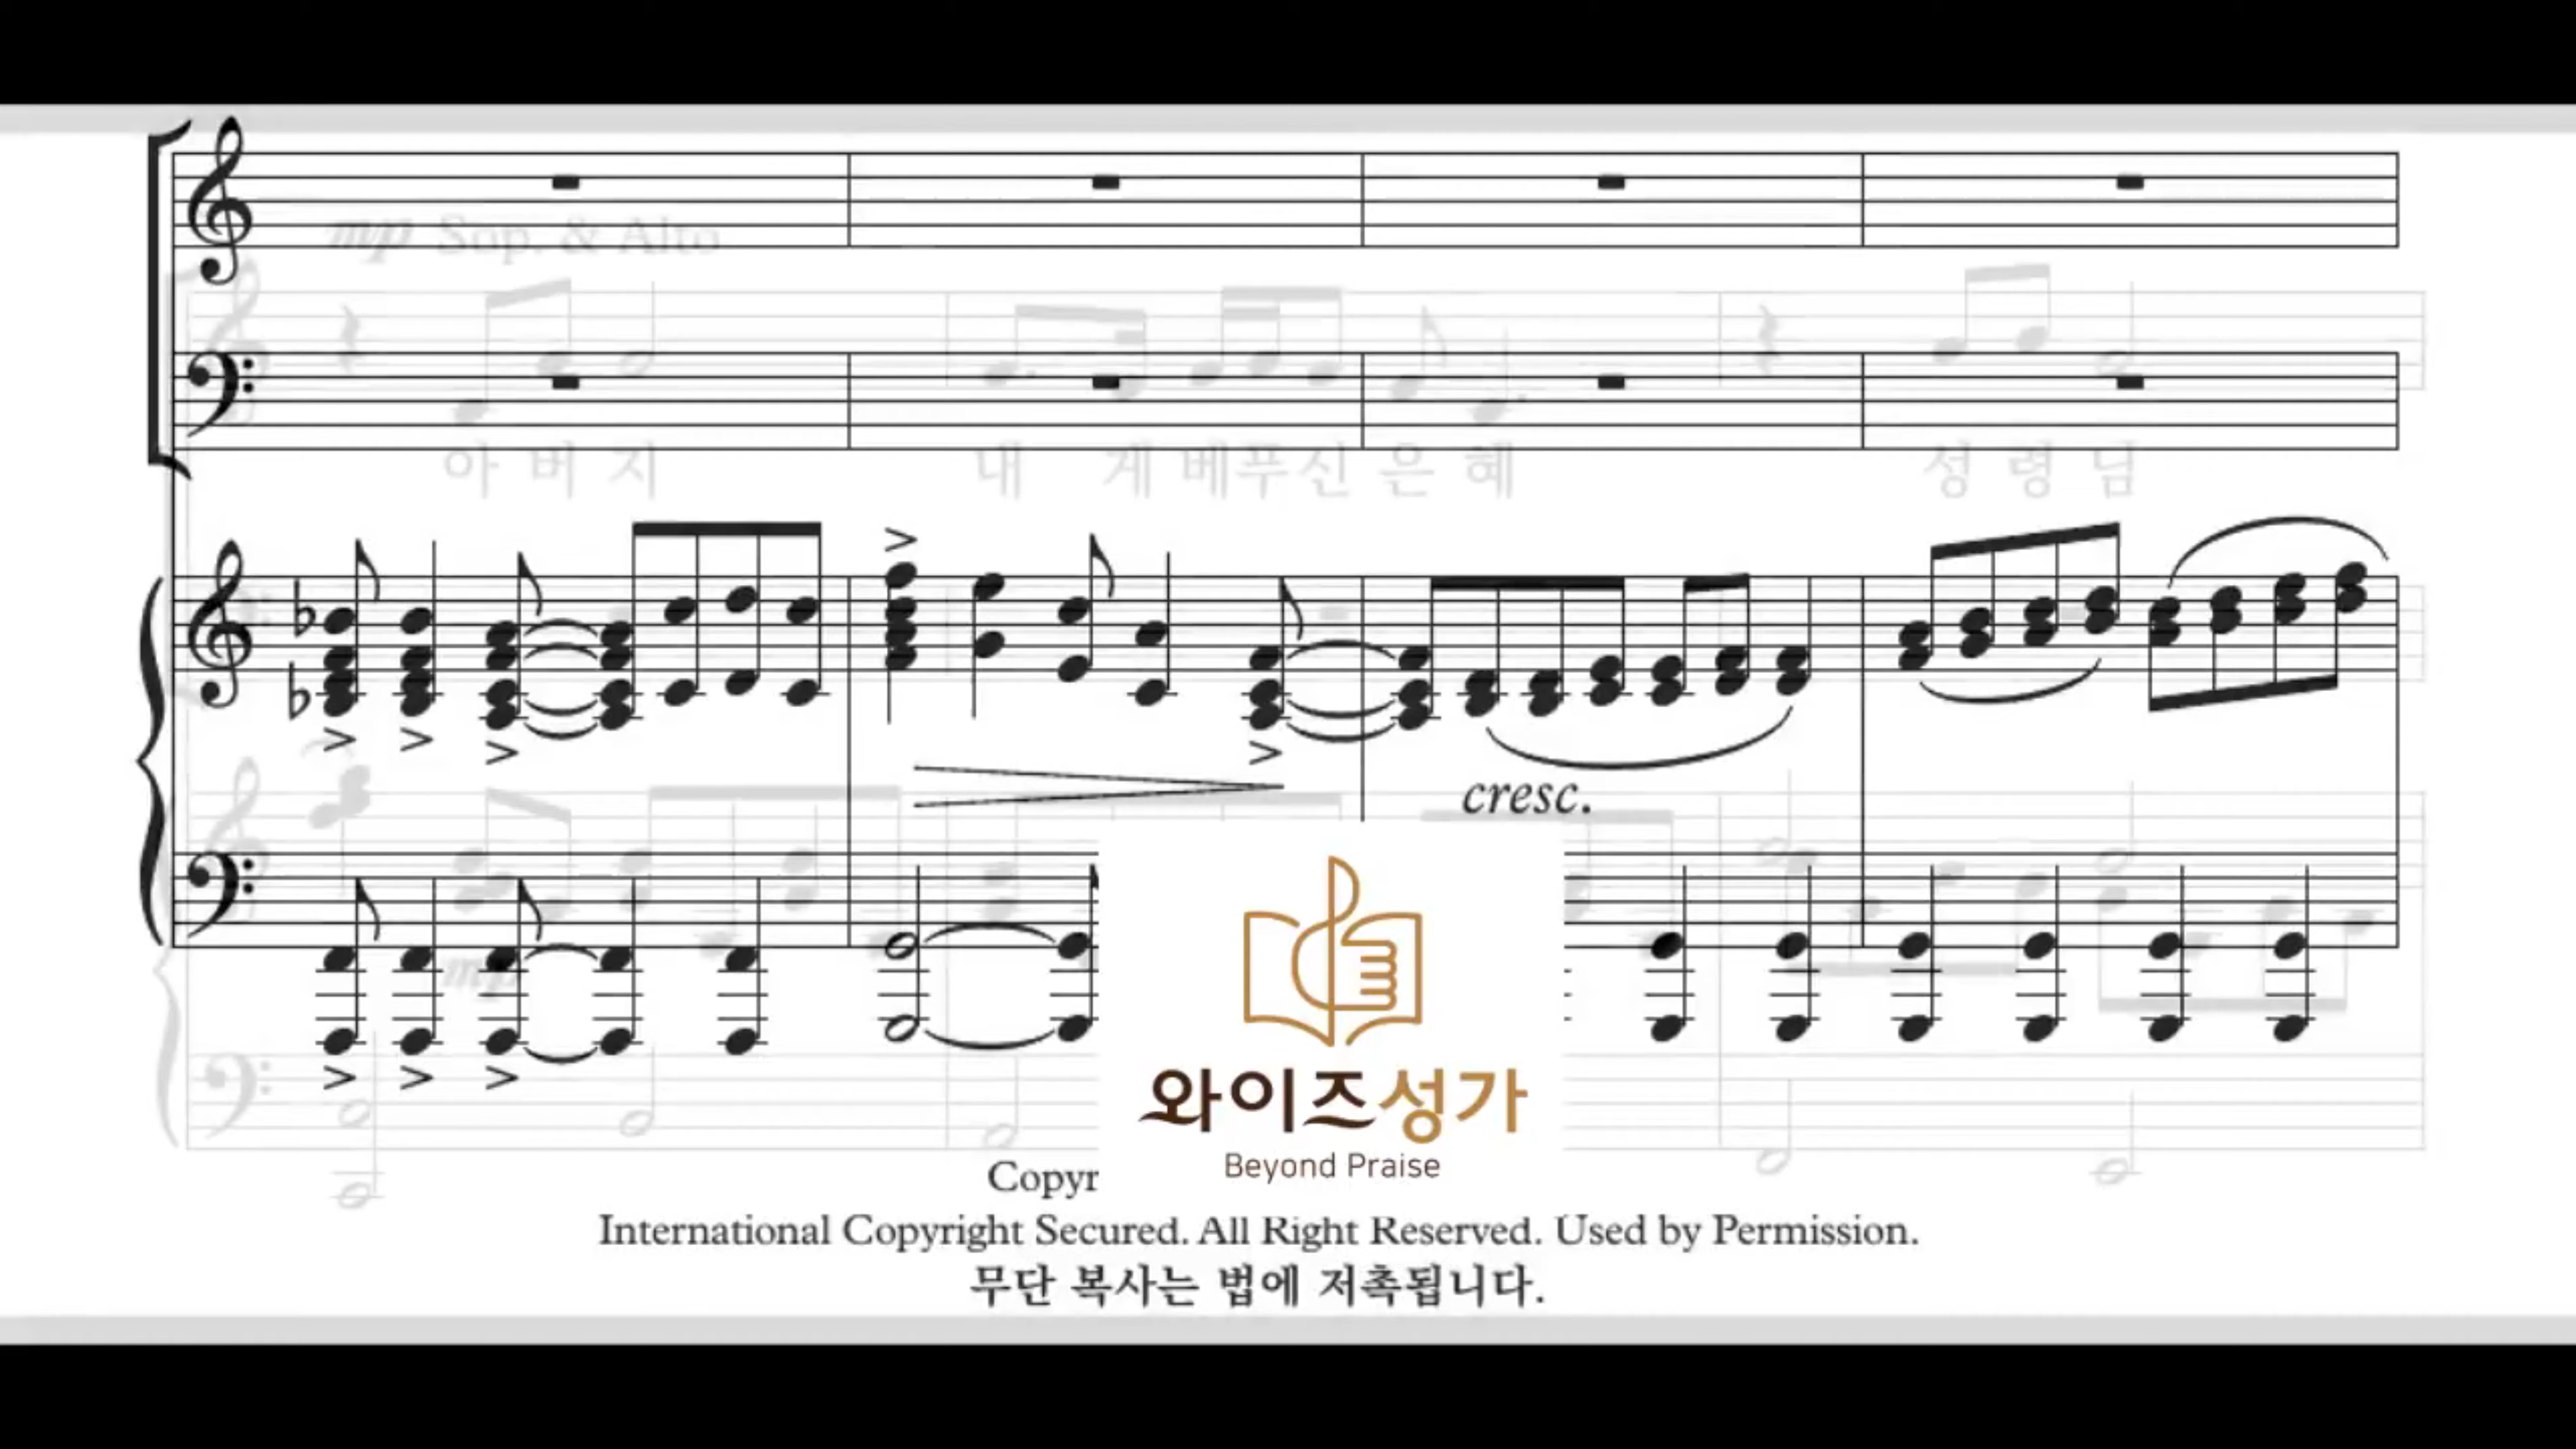 mp Sop. & Alto
아 버 지 내 게 베푸신 은 혜 성 령 님
cresc.
mp
와이즈성가
Beyond Praise
Copyr
International Copyright Secured. All Right Reserved. Used by Permission.
무단 복사는 법에 저촉됩니다.